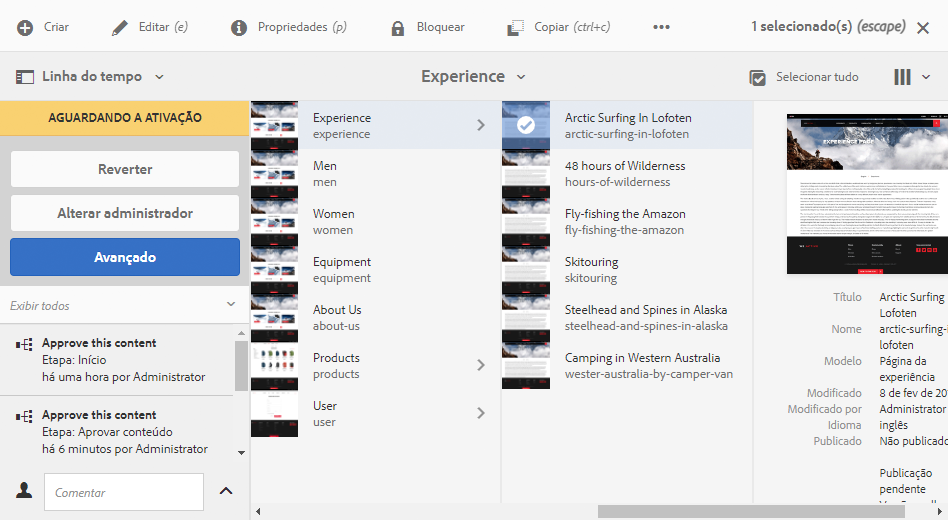 Criar
Editar (e)
Propriedades (p)
Bloquear
Copiar (ctrl+c)
1 selecionado(s) (escape)
Linha do tempo
Experience
Selecionar tudo
AGUARDANDO A ATIVAÇÃO
Reverter
Alterar administrador
Avançado
Exibir todos
Approve this content
Etapa: Início
há uma hora por Administrator
Approve this content
Etapa: Aprovar conteúdo
há 6 minutos por Administrator
Comentar
Experience
experience
Men
men
Women
women
Equipment
equipment
About Us
about-us
Products
products
User
user
Arctic Surfing In Lofoten
arctic-surfing-in-lofoten
48 hours of Wilderness
hours-of-wilderness
Fly-fishing the Amazon
fly-fishing-the-amazon
Skitouring
skitouring
Steelhead and Spines in Alaska
steelhead-and-spines-in-alaska
Camping in Western Australia
wester-australia-by-camper-van
EXPERIENCE PAGE
Título Arctic Surfing
Lofoten
Nome arctic-surfing-
lofoten
Modelo Página da
experiência
Modificado 8 de fev de 20
Modificado por Administrator
Idioma inglês
Publicado Não publicado
Publicação
pendente